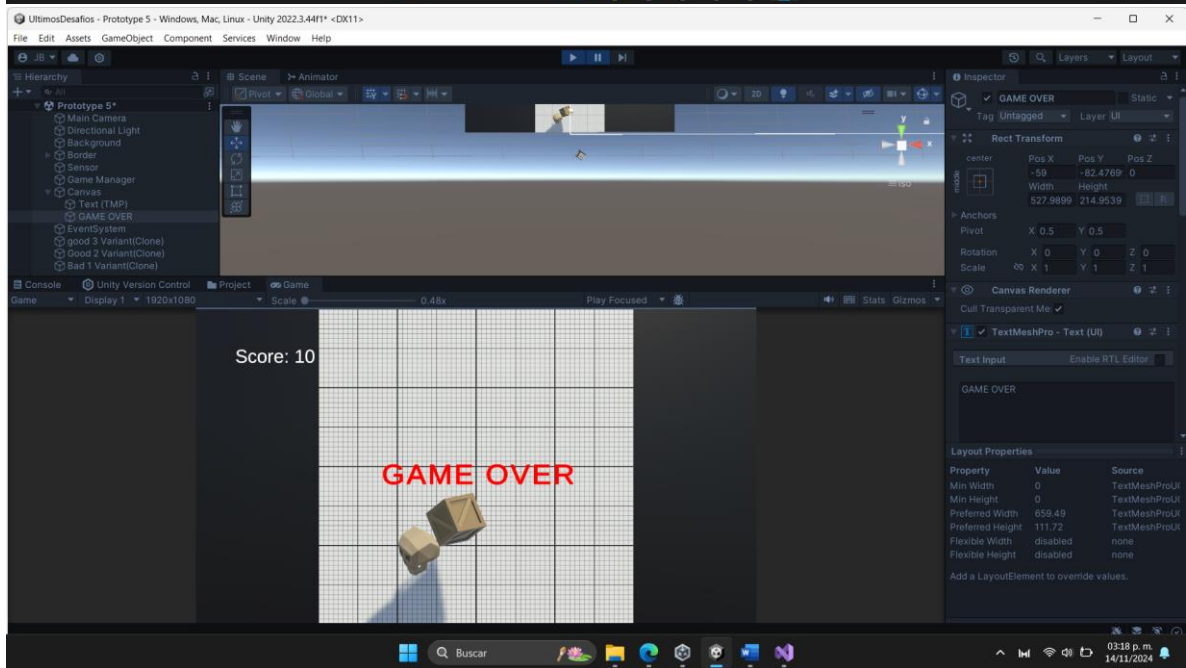 UltimosDesafios - Prototype 5 - Windows, Mac, Linux - Unity 2022.3.44f1* <DX11>
File Edit Assets GameObject Component Services Window Help
JB Layers Layout
Hierarchy Scene Animator Inspector
All Pivot Global 2D GAME OVER Static
Prototype 5* Tag Untagged Layer UI
Main Camera
Directional Light
Background
Border
Sensor
Game Manager
Canvas
Text (TMP)
GAME OVER
EventSystem
good 3 Variant(Clone)
Good 2 Variant(Clone)
Bad 1 Variant(Clone)
y
x
Iso
Rect Transform
center Pos X Pos Y Pos Z
middle -59 -82.4769 0
Width Height
527.9899 214.9539 R
Anchors
Pivot X 0.5 Y 0.5
Rotation X 0 Y 0 Z 0
Scale X 1 Y 1 Z 1
Console Unity Version Control Project Game
Game Display 1 1920x1080 Scale 0.48x Play Focused Stats Gizmos
Score: 10
GAME OVER
Canvas Renderer
Cull Transparent Me
TextMeshPro - Text (UI)
Text Input Enable RTL Editor
GAME OVER
Layout Properties
Property Value Source
Min Width 0 TextMeshProU
Min Height 0 TextMeshProU
Preferred Width 659.49 TextMeshProU
Preferred Height 111.72 TextMeshProU
Flexible Width disabled none
Flexible Height disabled none
Add a LayoutElement to override values.
Buscar
03:18 p. m.
14/11/2024